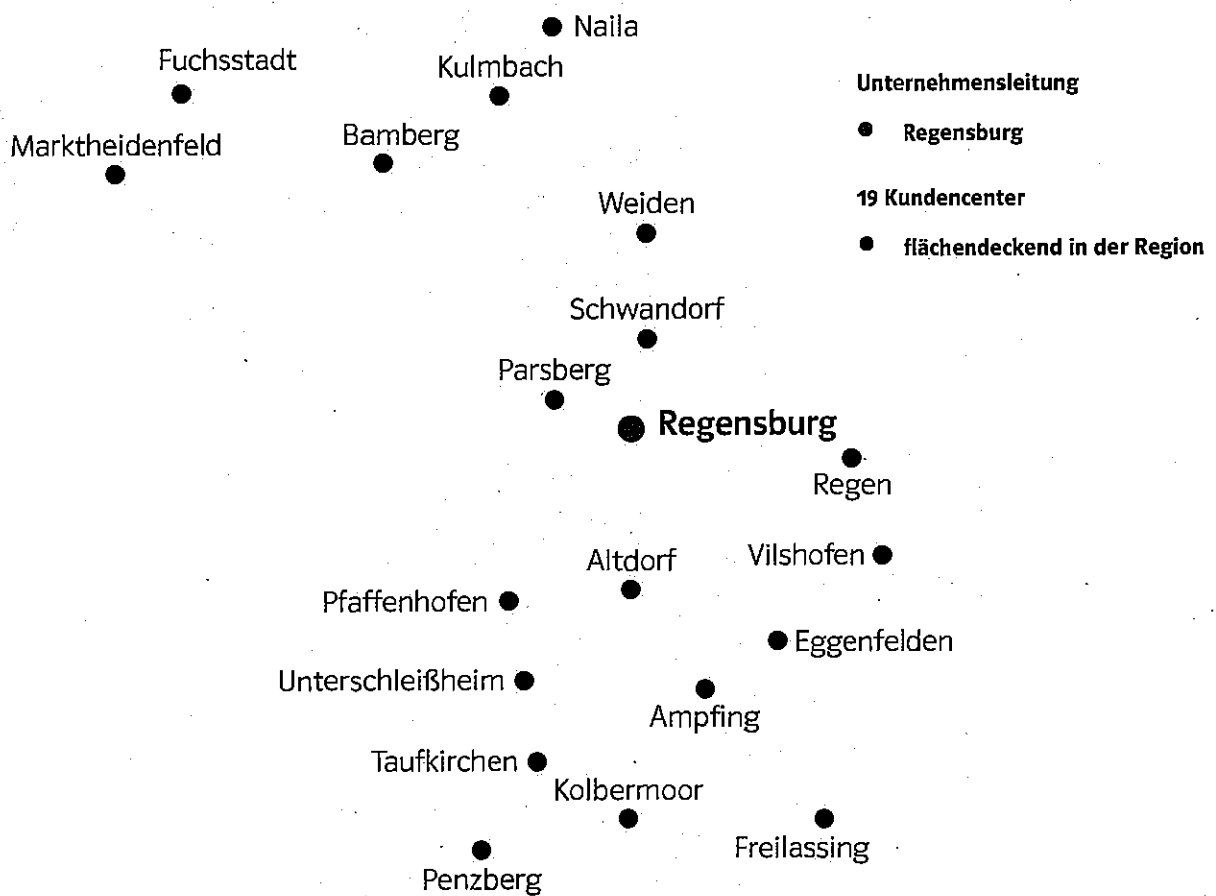 Naila
Fuchsstadt
Kulmbach
Unternehmensleitung
Regensburg
Marktheidenfeld
Bamberg
19 Kundencenter
Weiden
flächendeckend in der Region
Schwandorf
Parsberg
Regensburg
Regen
Altdorf
Vilshofen
Pfaffenhofen
Eggenfelden
Unterschleißheim
Ampfing
Taufkirchen
Kolbermoor
Freilassing
Penzberg